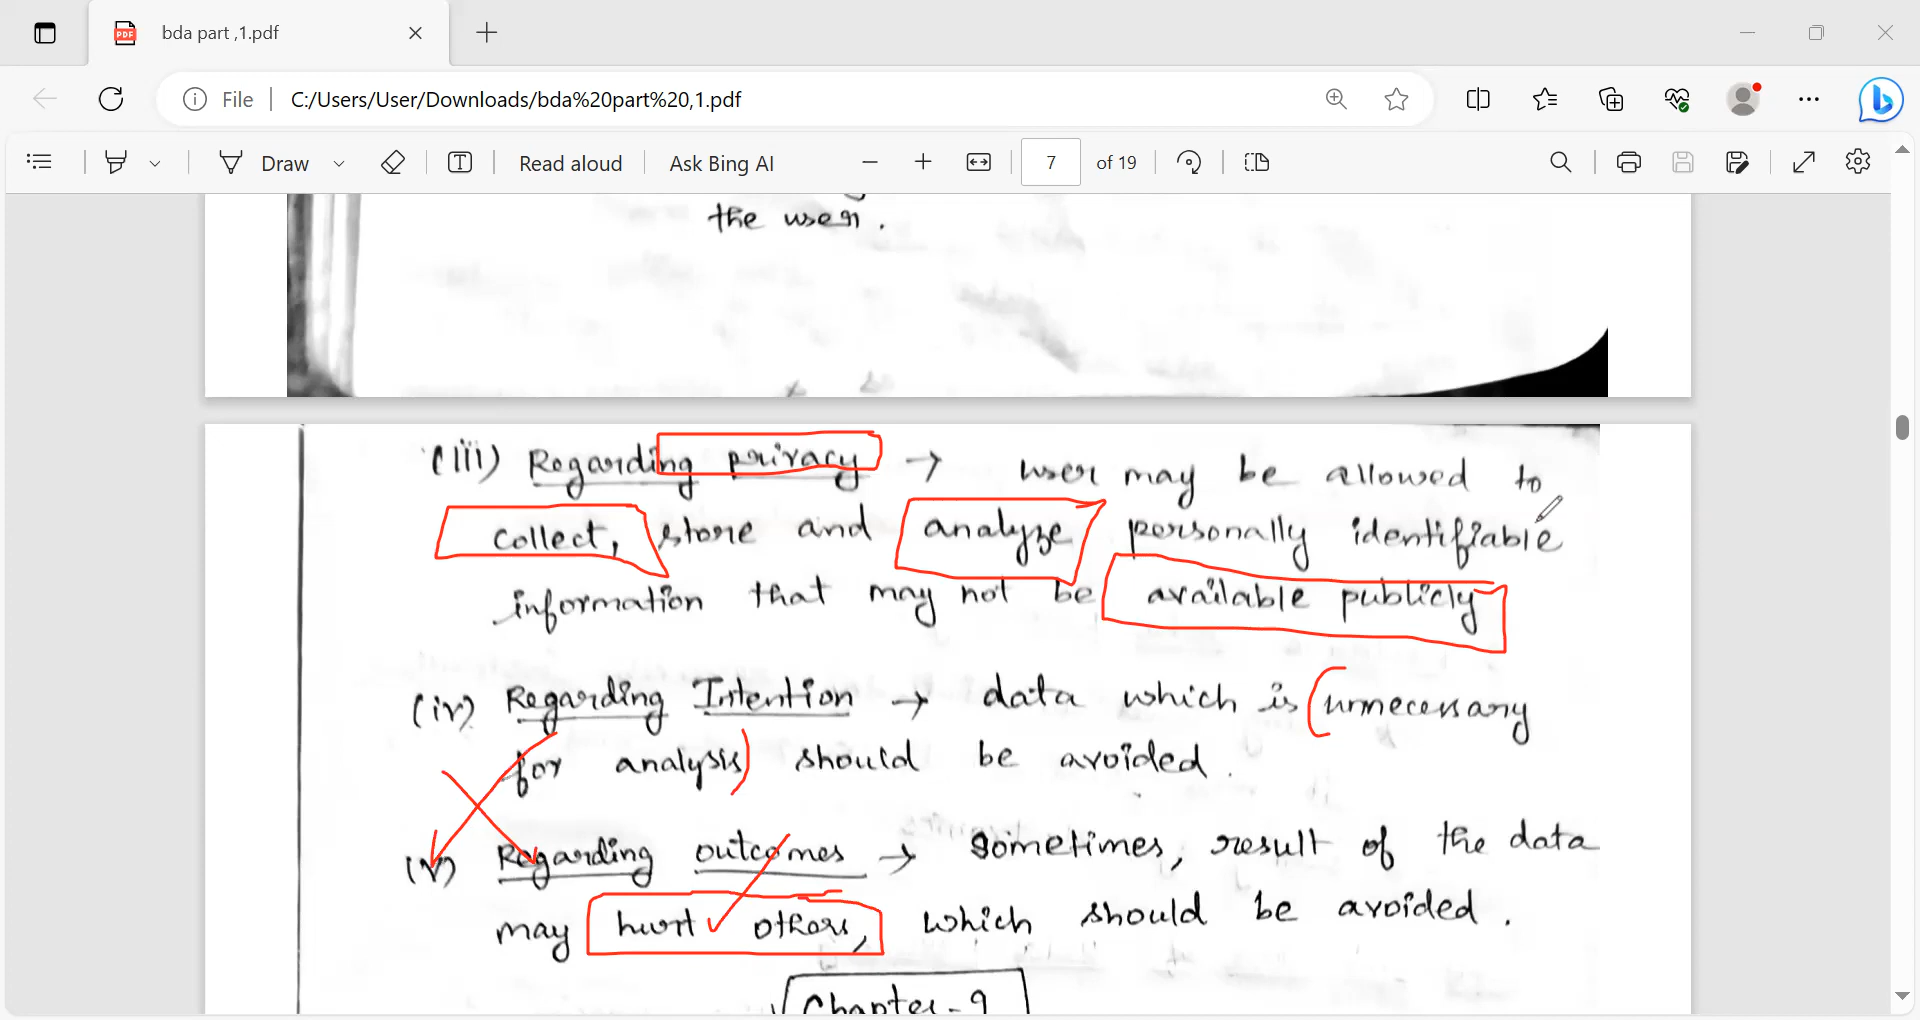 bda part ,1.pdf
File
C:/Users/User/Downloads/bda%20part%20,1.pdf
Draw
Read aloud
Ask Bing AI
7
of 19
the user.
(iii) Regarding privacy → user may be allowed to
collect, store and analyze personally identifiable
information that may not be available publicly
(iv) Regarding Intention → data which is unnecessary
for analysis should be avoided.
(v) Regarding outcomes → Sometimes, result of the data
may hurt others, which should be avoided.
Chapter-9